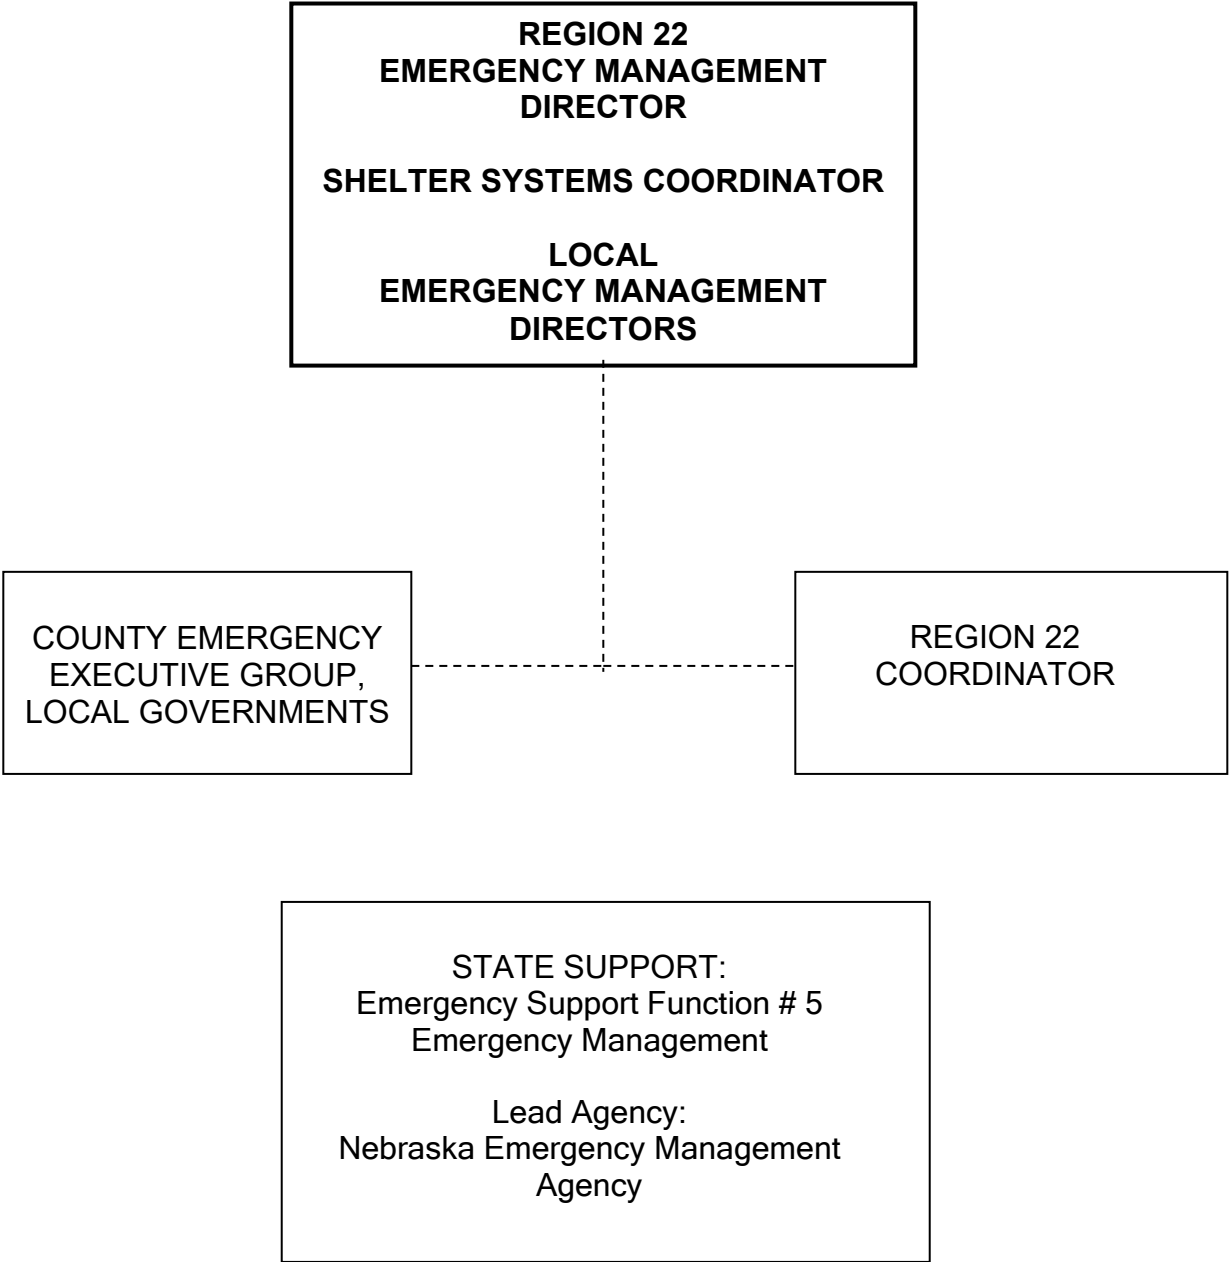 REGION 22
EMERGENCY MANAGEMENT
DIRECTOR
SHELTER SYSTEMS COORDINATOR
LOCAL
EMERGENCY MANAGEMENT
DIRECTORS
COUNTY EMERGENCY
EXECUTIVE GROUP,
LOCAL GOVERNMENTS
REGION 22
COORDINATOR
STATE SUPPORT:
Emergency Support Function # 5
Emergency Management
Lead Agency:
Nebraska Emergency Management
Agency